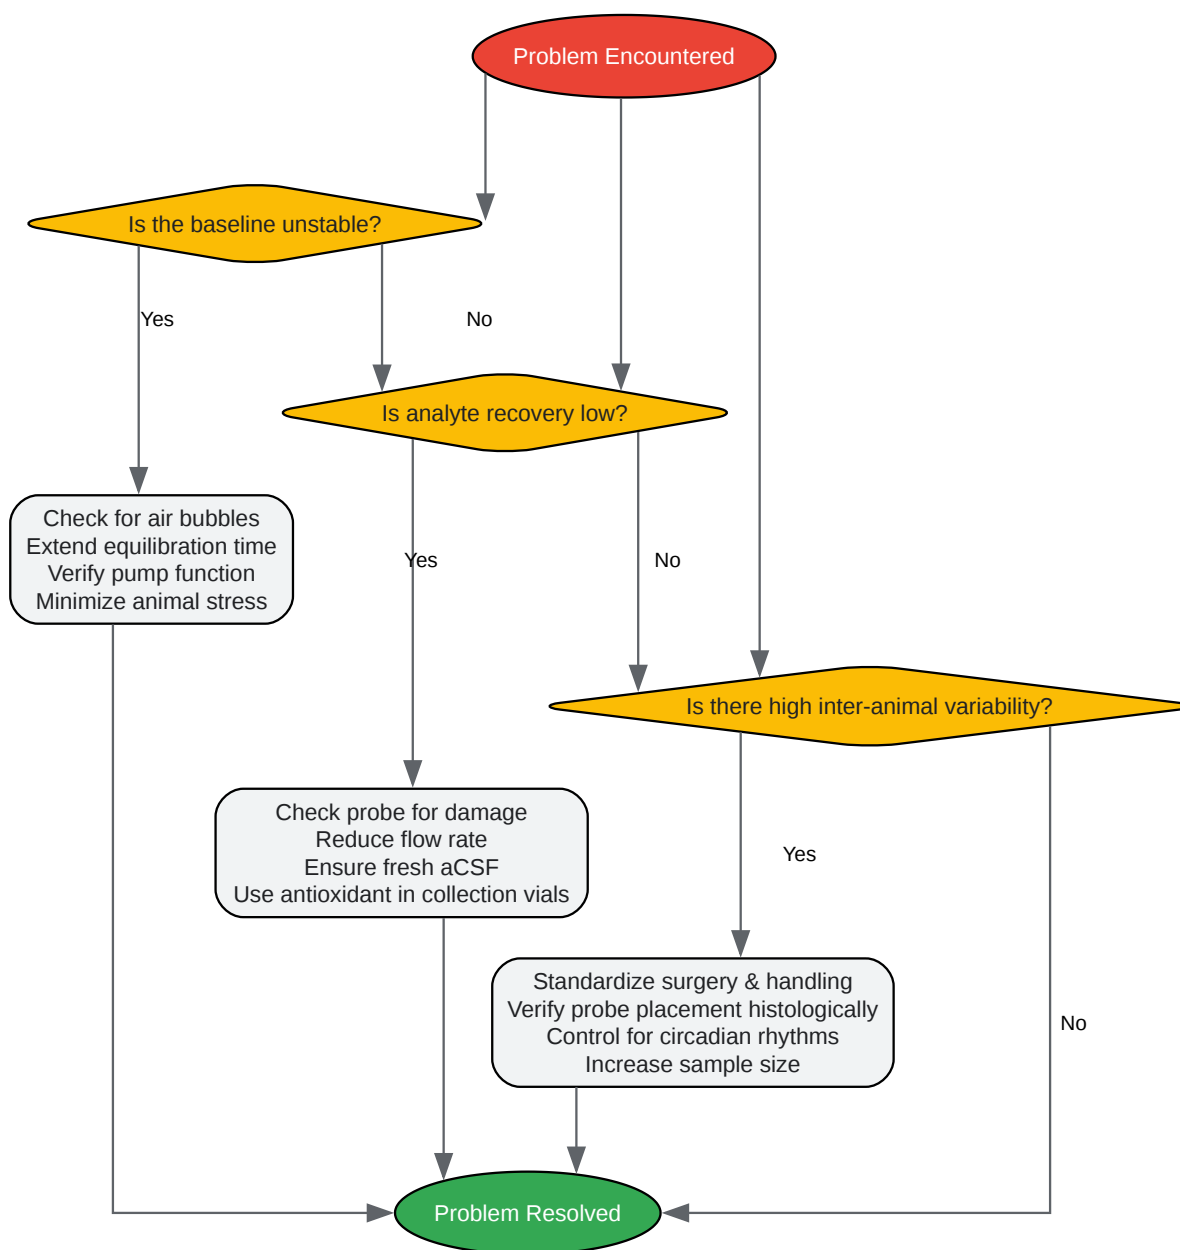 Problem Encountered
Is the baseline unstable?
Yes
No
Is analyte recovery low?
Check for air bubbles
Extend equilibration time
Verify pump function
Minimize animal stress
Yes
No
Is there high inter-animal variability?
Check probe for damage
Reduce flow rate
Ensure fresh aCSF
Use antioxidant in collection vials
Yes
Standardize surgery & handling
Verify probe placement histologically
Control for circadian rhythms
Increase sample size
No
Problem Resolved